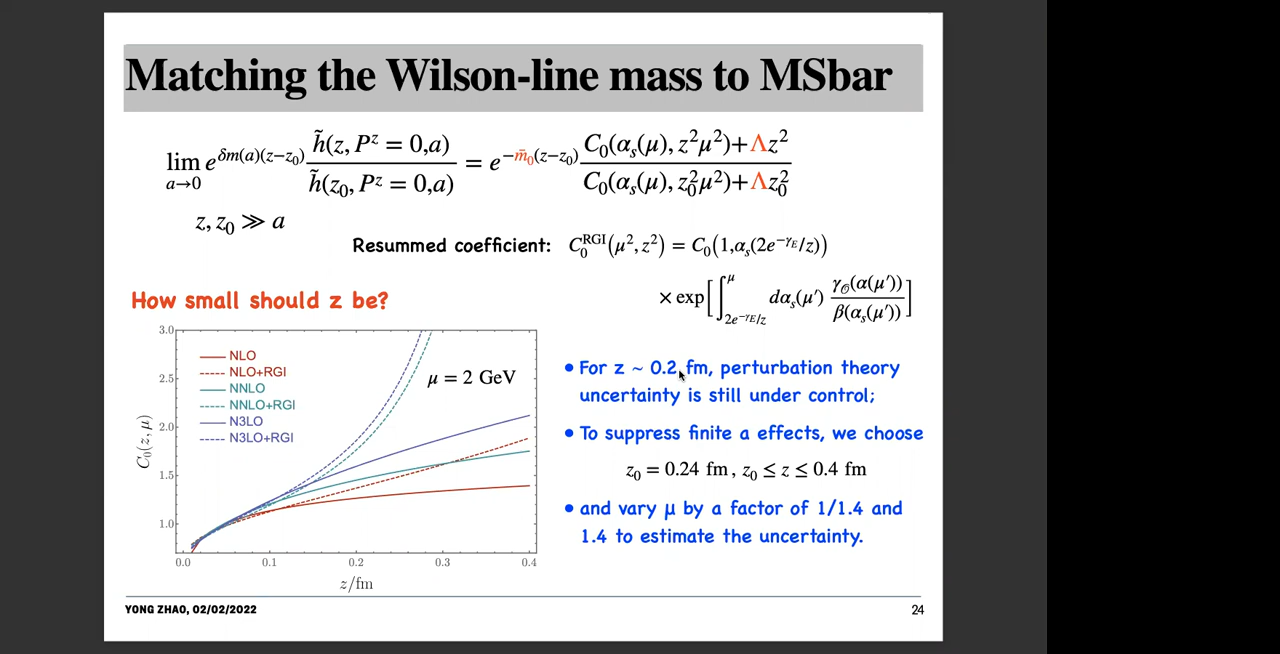 Matching the Wilson-line mass to MSbar
lim_{a→0} e^{δm(a)(z−z₀)} h̃(z, P^z = 0,a) / h̃(z₀, P^z = 0,a) = e^{−m̄₀(z−z₀)} (C₀(αₛ(μ), z²μ²)+Λz²) / (C₀(αₛ(μ), z₀²μ²)+Λz₀²)
z, z₀ ≫ a
Resummed coefficient: C₀^{RGI}(μ², z²) = C₀(1,αₛ(2e^{−γ_E}/z))
× exp[∫_{2e^{−γ_E}/z}^{μ} dαₛ(μ′) γ_𝒪(α(μ′)) / β(αₛ(μ′))]
How small should z be?
3.0
2.5
2.0
1.5
1.0
C₀(z, μ)
NLO
NLO+RGI
NNLO
NNLO+RGI
N3LO
N3LO+RGI
μ = 2 GeV
0.0 0.1 0.2 0.3 0.4
z/fm
• For z ~ 0.2 fm, perturbation theory
uncertainty is still under control;
• To suppress finite a effects, we choose
z₀ = 0.24 fm , z₀ ≤ z ≤ 0.4 fm
• and vary μ by a factor of 1/1.4 and
1.4 to estimate the uncertainty.
YONG ZHAO, 02/02/2022
24